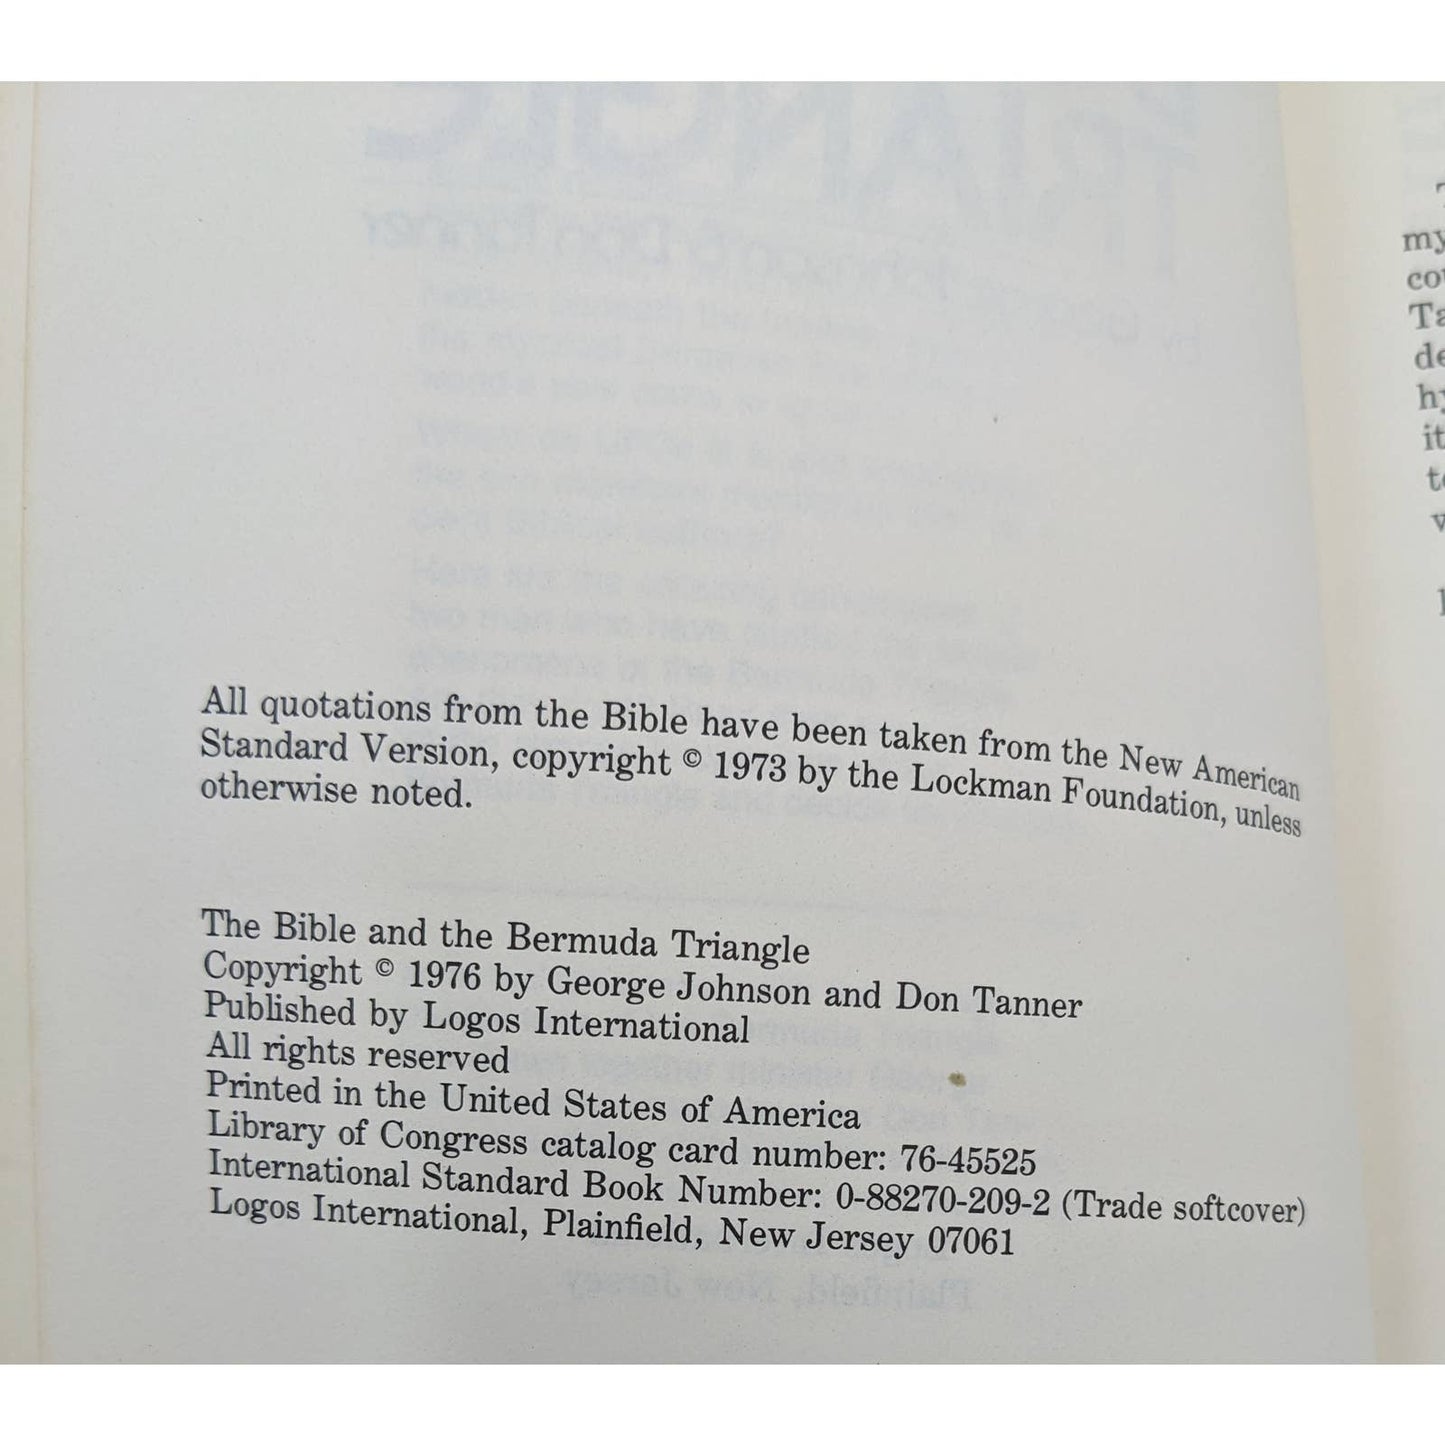 All quotations from the Bible have been taken from the New American
Standard Version, copyright © 1973 by the Lockman Foundation, unless
otherwise noted.
The Bible and the Bermuda Triangle
Copyright © 1976 by George Johnson and Don Tanner
Published by Logos International
All rights reserved
Printed in the United States of America
Library of Congress catalog card number: 76-45525
International Standard Book Number: 0-88270-209-2 (Trade softcover)
Logos International, Plainfield, New Jersey 07061